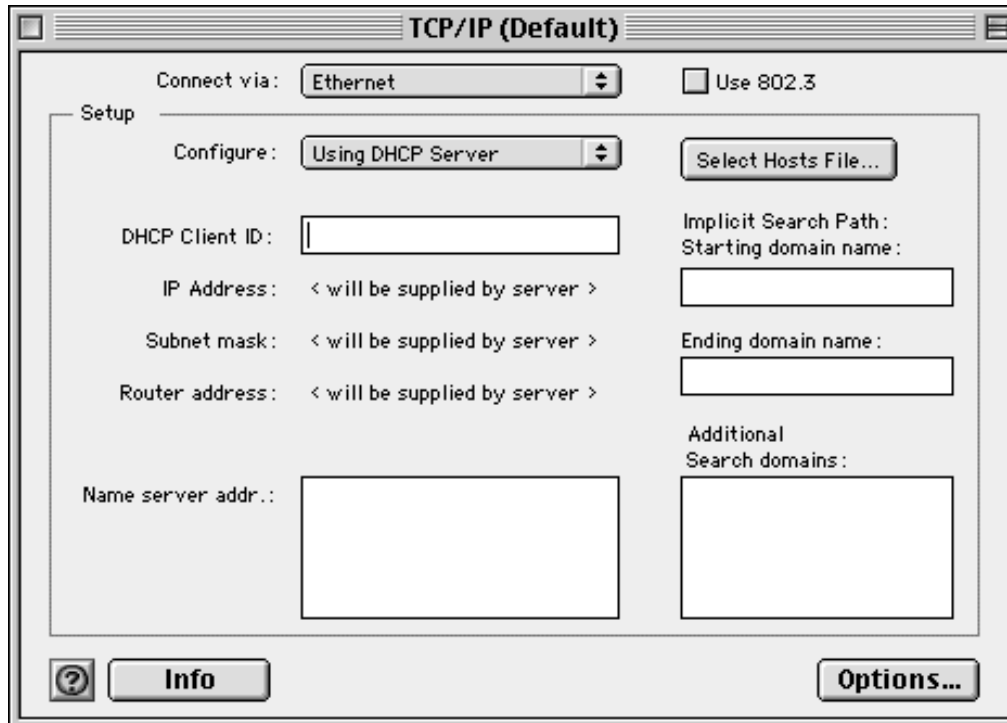 TCP/IP (Default)
Connect via: Ethernet
Use 802.3
Setup
Configure: Using DHCP Server
Select Hosts File...
DHCP Client ID:
Implicit Search Path:
Starting domain name:
IP Address: < will be supplied by server >
Subnet mask: < will be supplied by server >
Ending domain name:
Router address: < will be supplied by server >
Additional
Search domains:
Name server addr.:
?
Info
Options...